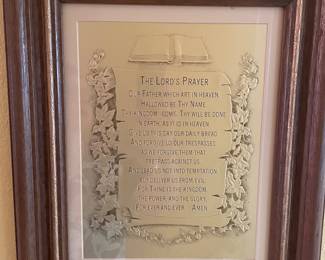 THE LORD'S PRAYER
OUR FATHER, WHICH ART IN HEAVEN,
HALLOWED BE THY NAME.
THY KINGDOM COME. THY WILL BE DONE
IN EARTH, AS IT IS IN HEAVEN.
GIVE US THIS DAY OUR DAILY BREAD.
AND FORGIVE US OUR TRESPASSES
AS WE FORGIVE THEM THAT
TRESPASS AGAINST US.
AND LEAD US NOT INTO TEMPTATION
BUT DELIVER US FROM EVIL.
FOR THINE IS THE KINGDOM,
THE POWER, AND THE GLORY,
FOR EVER AND EVER. AMEN.